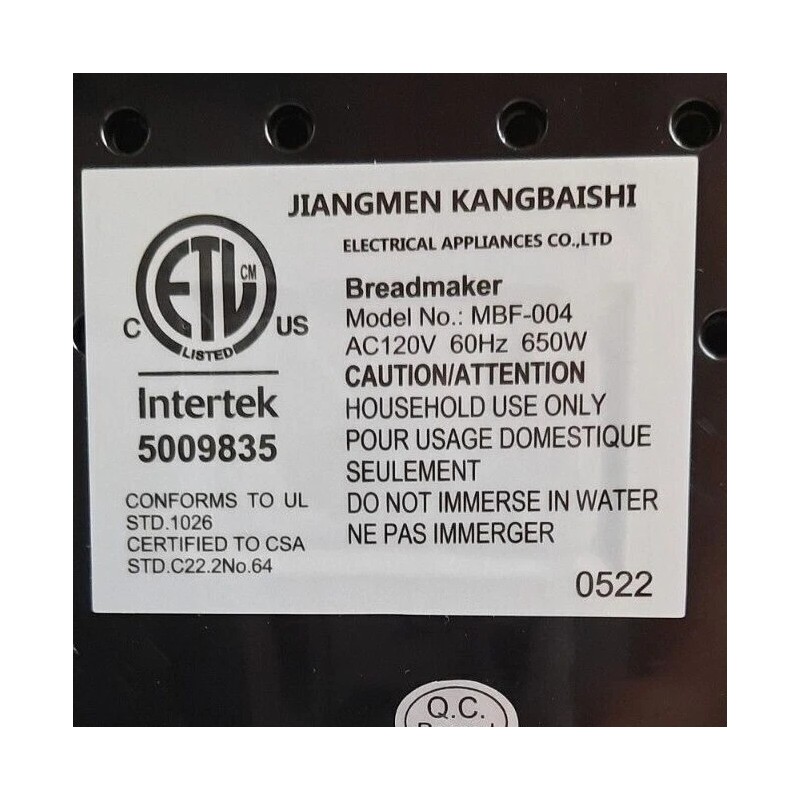 JIANGMEN KANGBAISHI
ELECTRICAL APPLIANCES CO.,LTD
ETL CM
C US
LISTED
Intertek
5009835
CONFORMS TO UL
STD.1026
CERTIFIED TO CSA
STD.C22.2No.64
Breadmaker
Model No.: MBF-004
AC120V 60Hz 650W
CAUTION/ATTENTION
HOUSEHOLD USE ONLY
POUR USAGE DOMESTIQUE
SEULEMENT
DO NOT IMMERSE IN WATER
NE PAS IMMERGER
0522
Q.C.